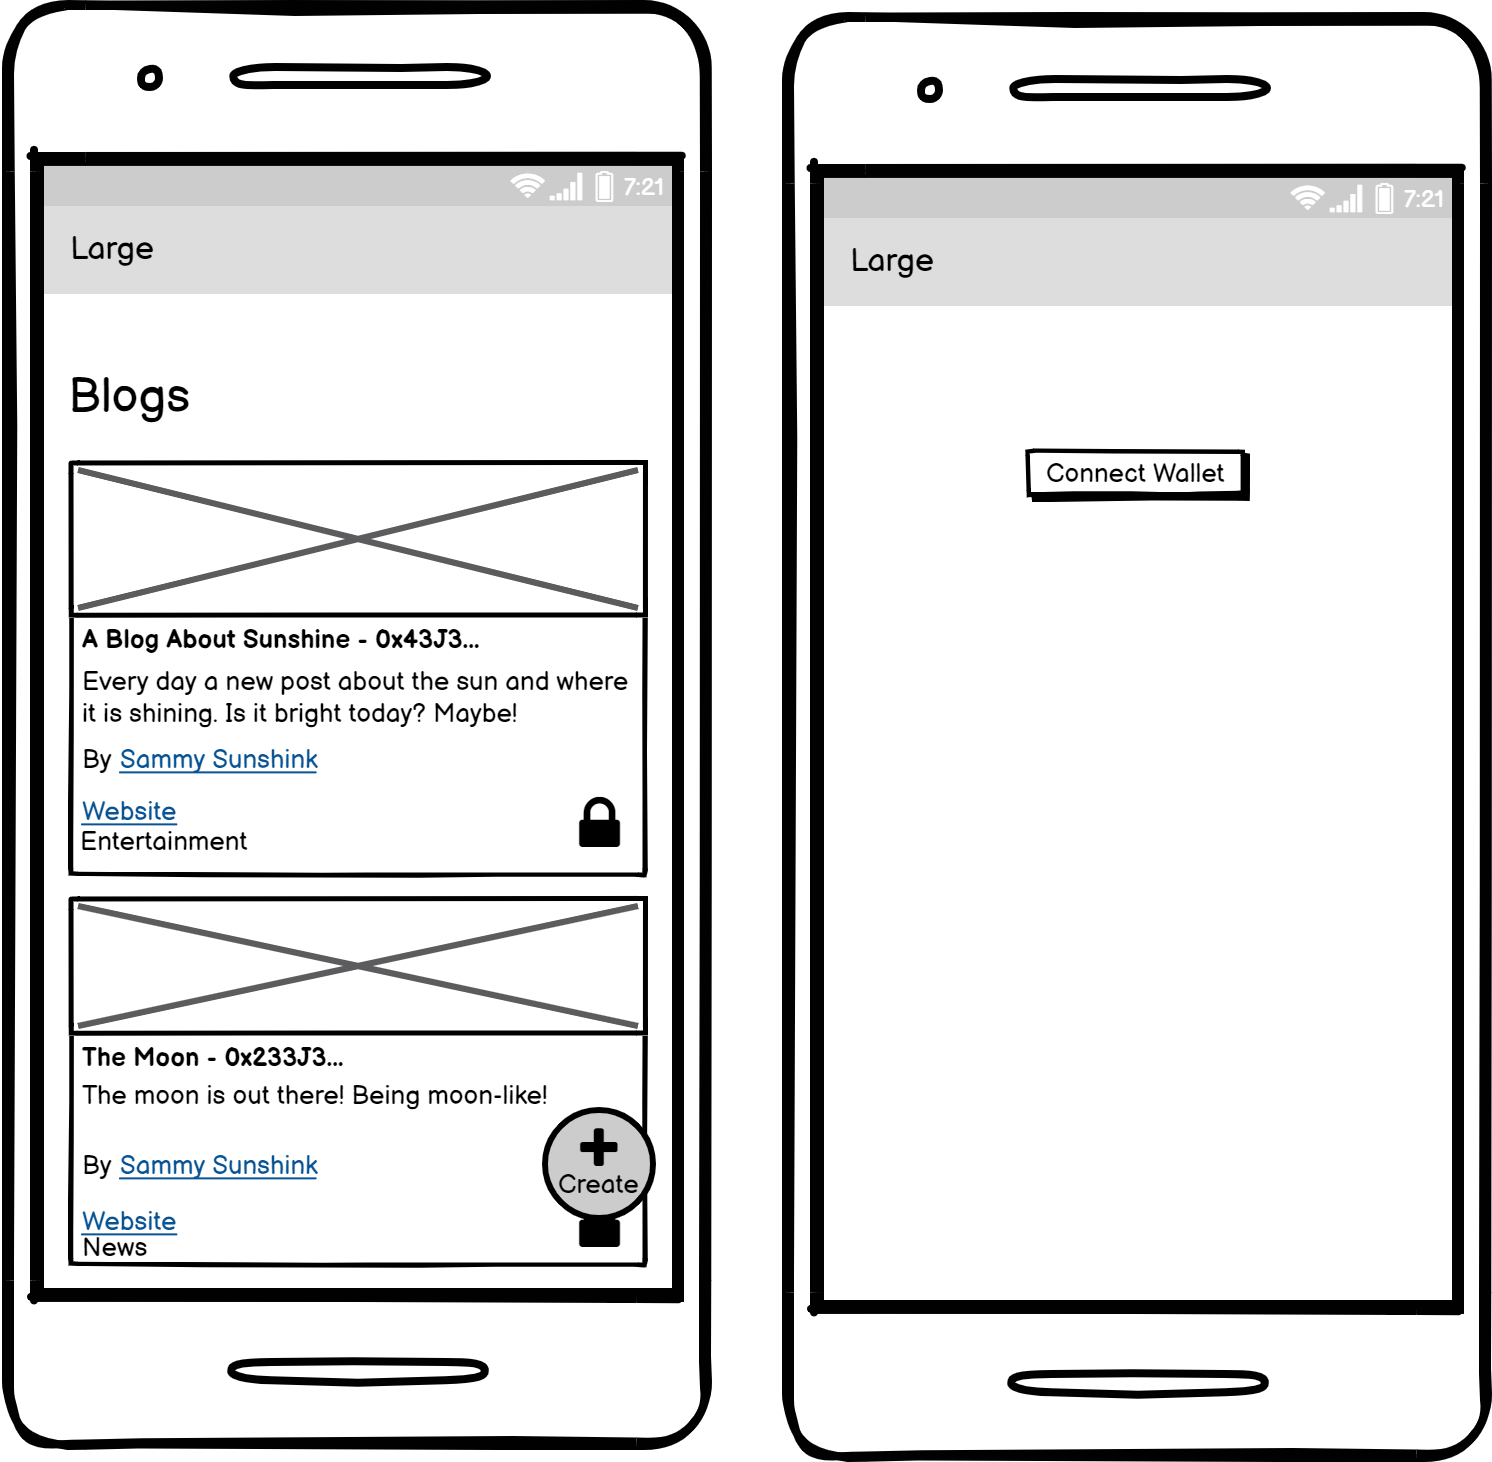 7:21
Large
Blogs
A Blog About Sunshine - 0x43J3...
Every day a new post about the sun and where
it is shining. Is it bright today? Maybe!
By Sammy Sunshink
Website
Entertainment
The Moon - 0x233J3...
The moon is out there! Being moon-like!
By Sammy Sunshink
Create
Website
News
7:21
Large
Connect Wallet